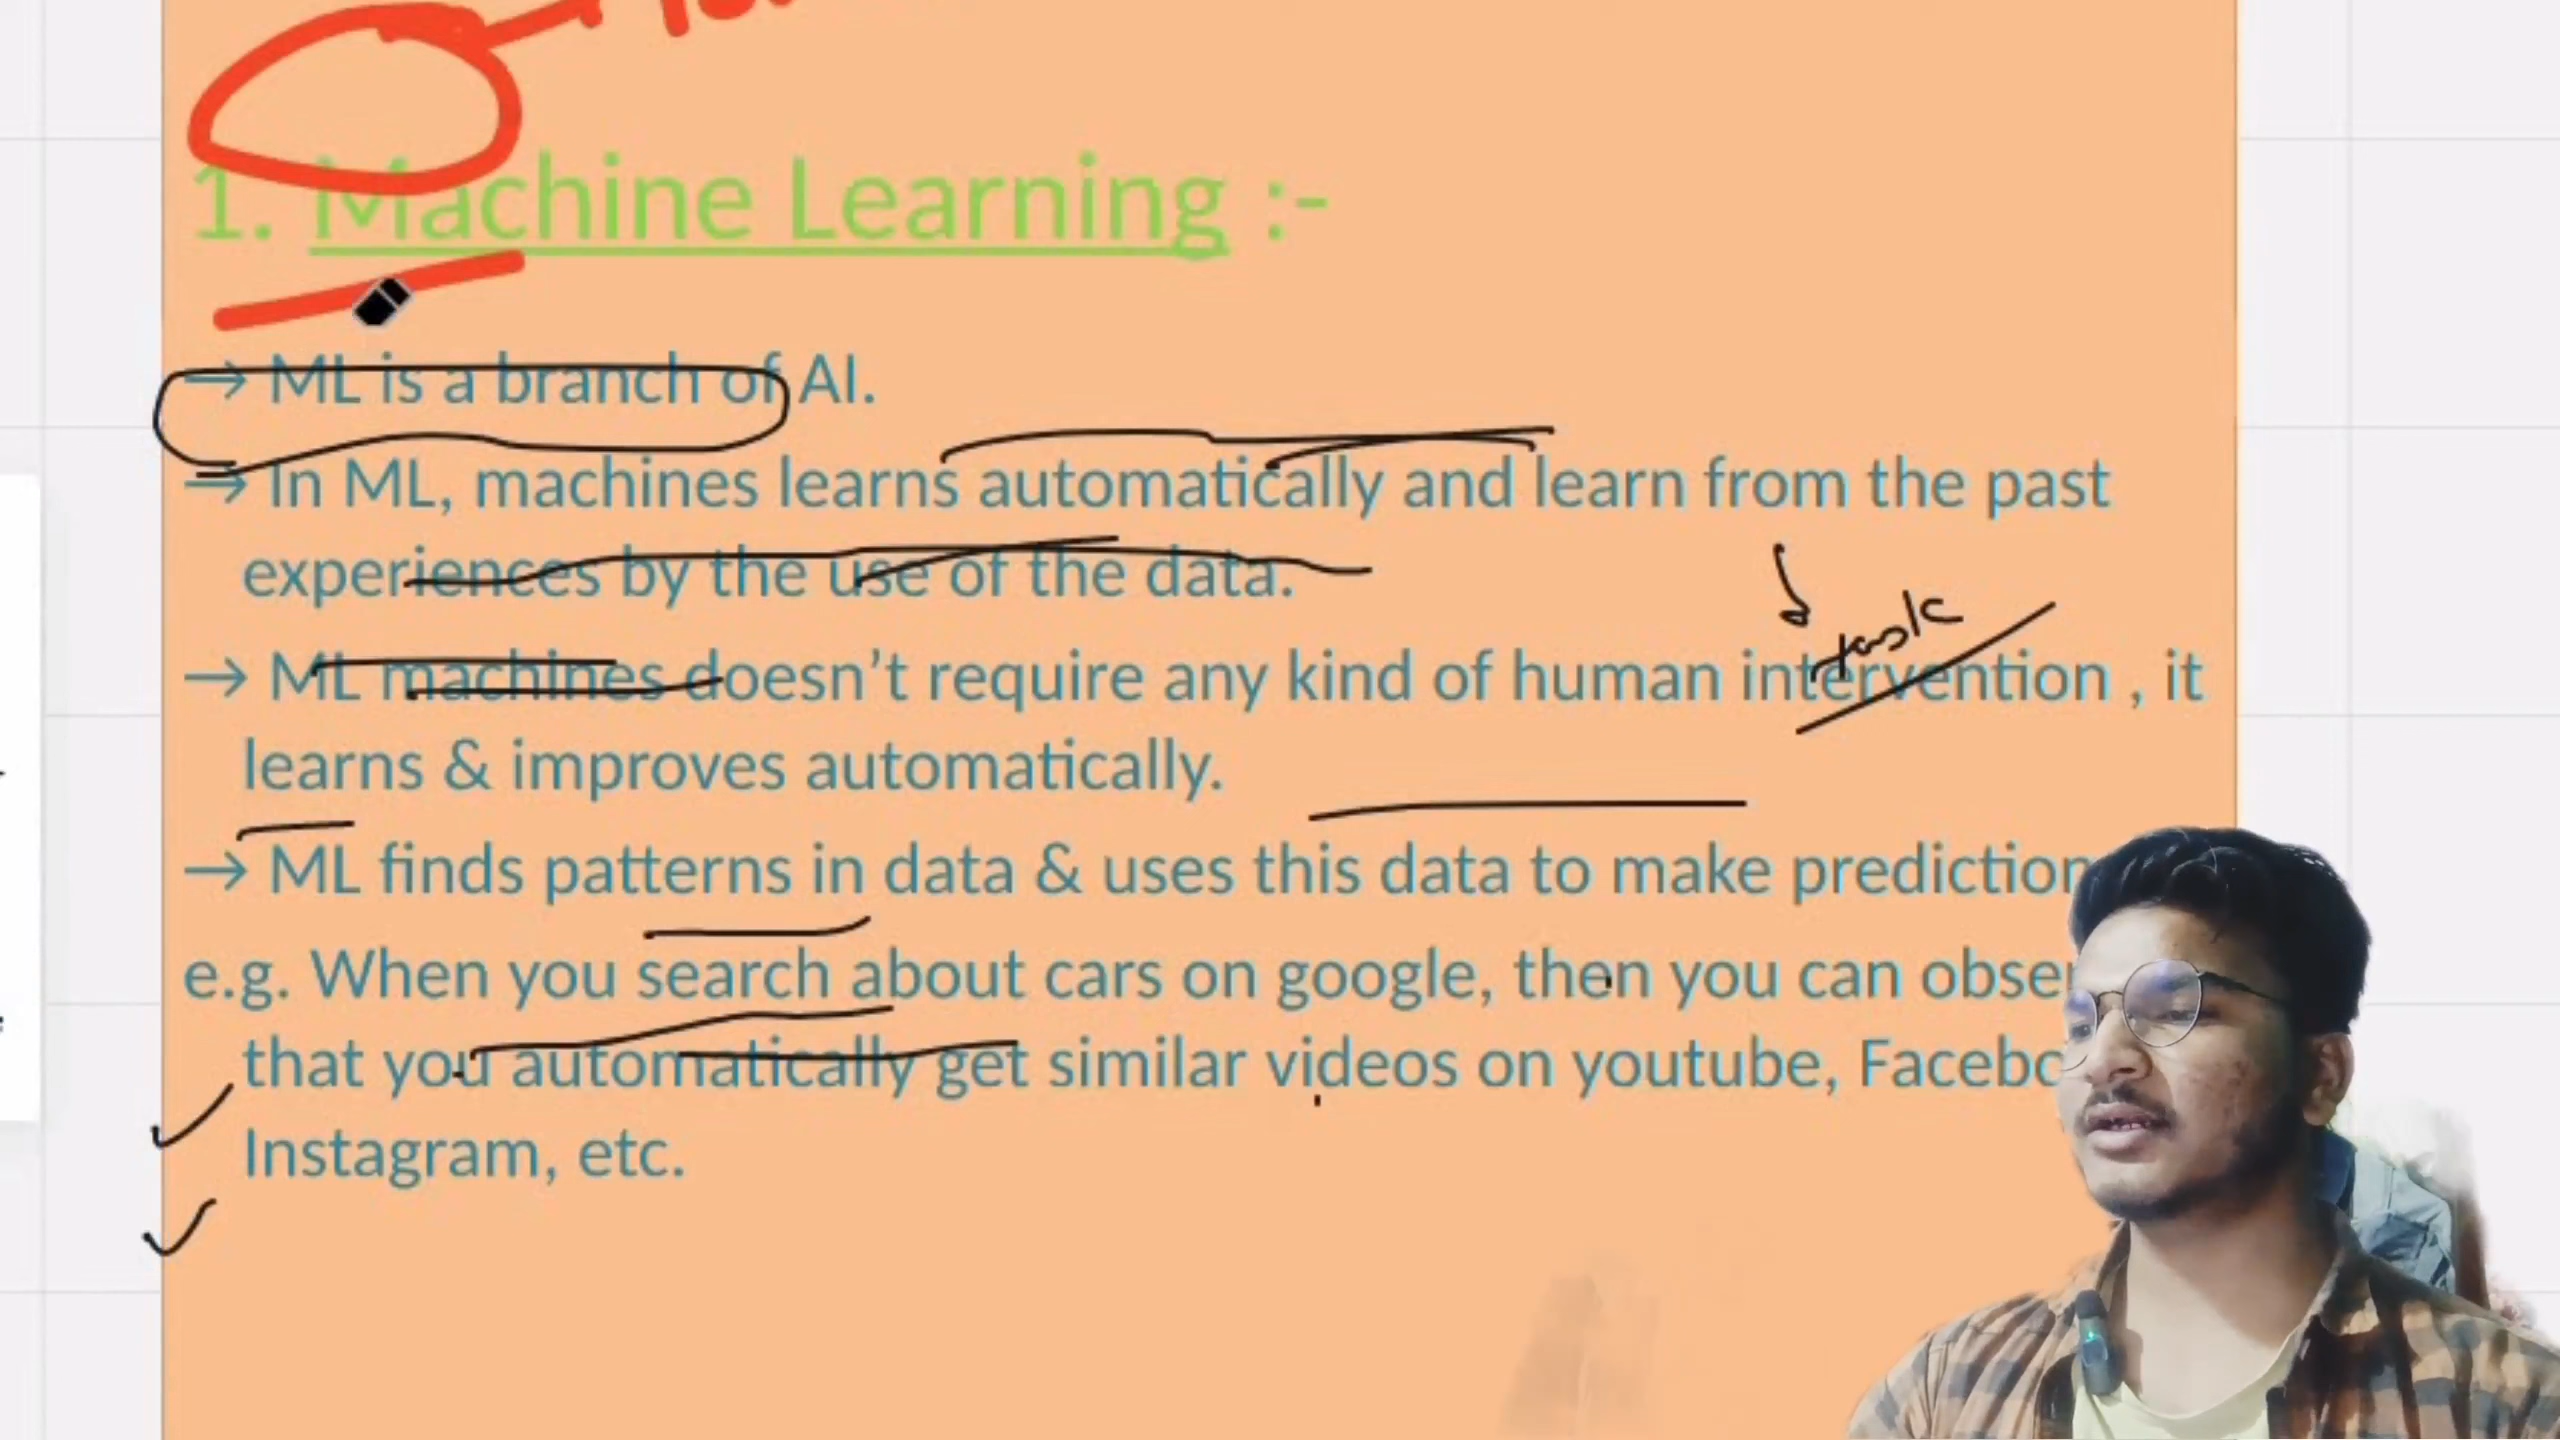 1. Machine Learning :-
→ ML is a branch of AI.
→ In ML, machines learns automatically and learn from the past
experiences by the use of the data.
task
→ ML machines doesn't require any kind of human intervention , it
learns & improves automatically.
→ ML finds patterns in data & uses this data to make prediction
e.g. When you search about cars on google, then you can
that you automatically get similar videos on youtube,
Instagram, etc.